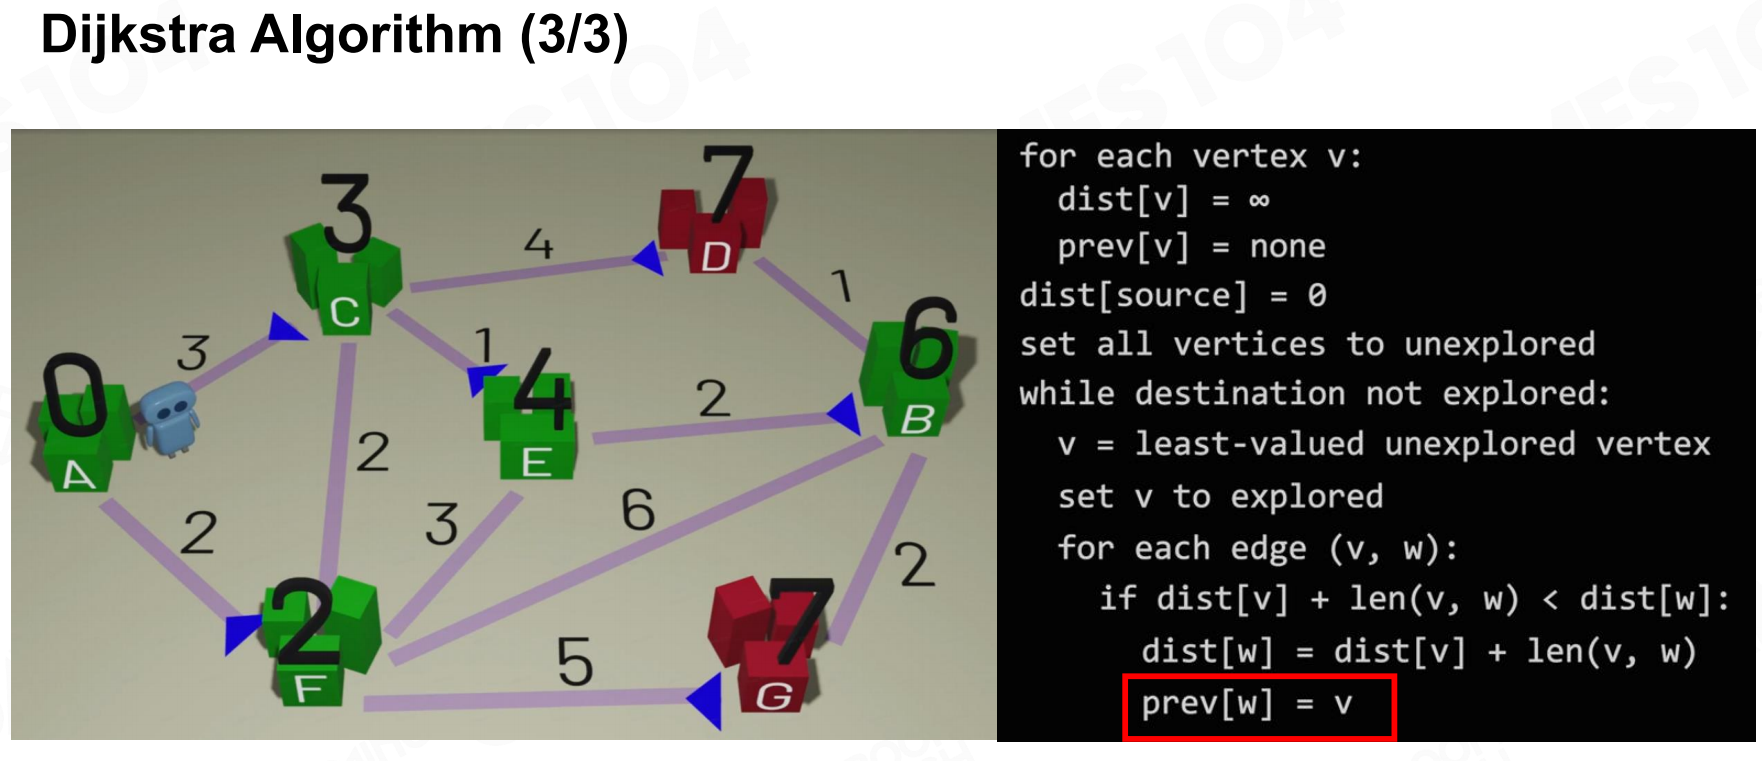 Dijkstra Algorithm (3/3)
3
7
4
D
1
C
6
3
1
0
4
2
B
A
2
E
2
3
6
2
2
7
5
F
G
for each vertex v:
dist[v] = ∞
prev[v] = none
dist[source] = 0
set all vertices to unexplored
while destination not explored:
v = least-valued unexplored vertex
set v to explored
for each edge (v, w):
if dist[v] + len(v, w) < dist[w]:
dist[w] = dist[v] + len(v, w)
prev[w] = v